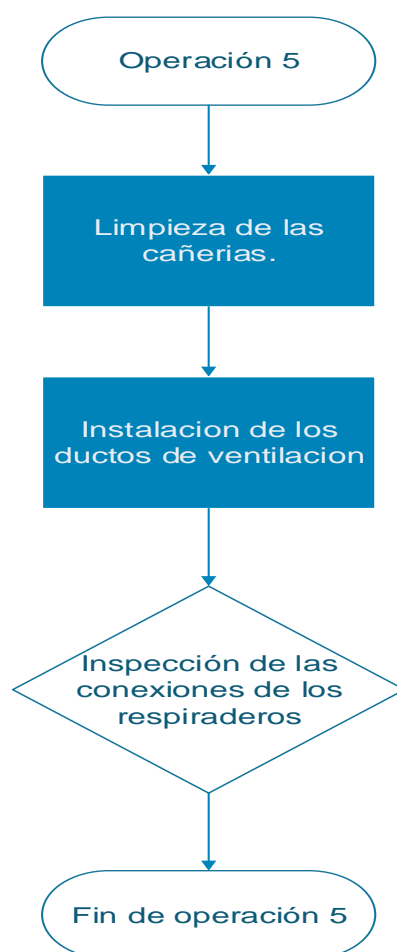 Operación 5
Limpieza de las
cañerias.
Instalacion de los
ductos de ventilacion
Inspección de las
conexiones de los
respiraderos
Fin de operación 5